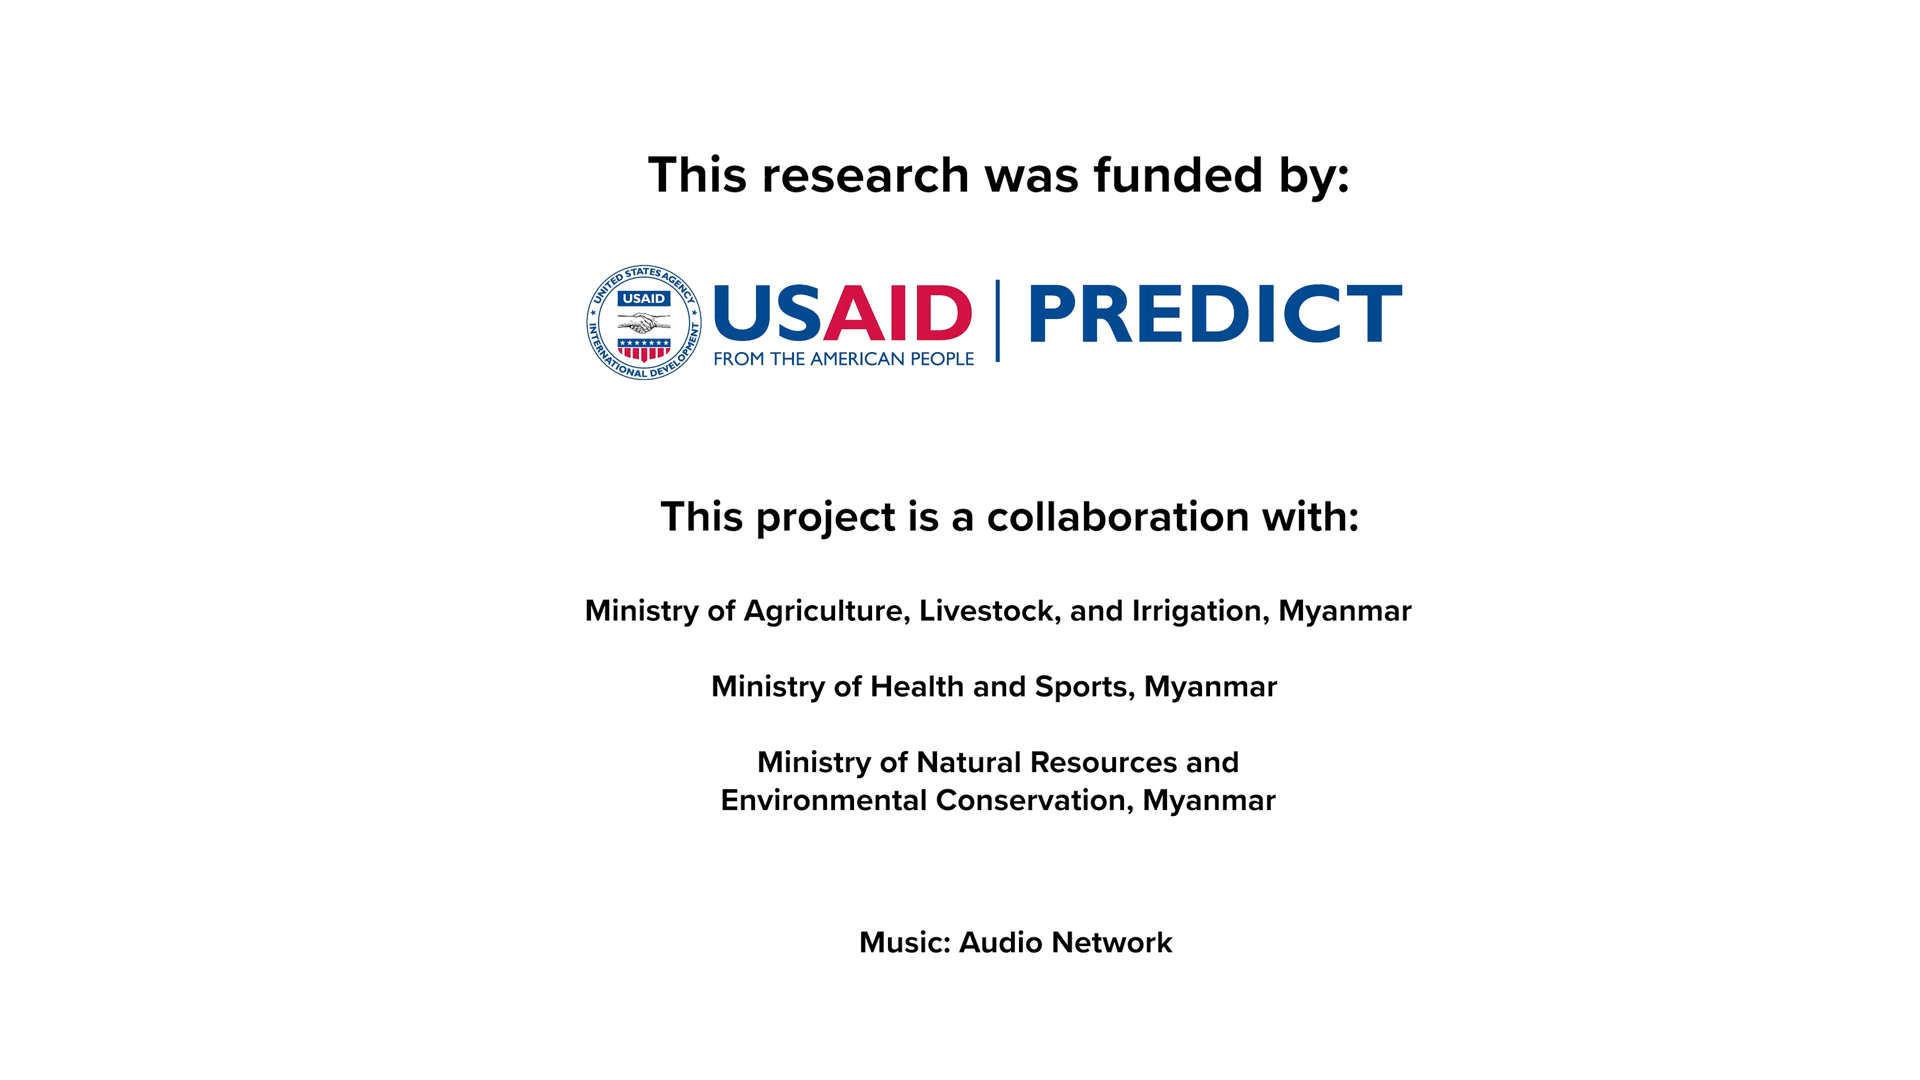 This research was funded by:
UNITED STATES AGENCY
USAID
INTERNATIONAL DEVELOPMENT
USAID
FROM THE AMERICAN PEOPLE
PREDICT
This project is a collaboration with:
Ministry of Agriculture, Livestock, and Irrigation, Myanmar
Ministry of Health and Sports, Myanmar
Ministry of Natural Resources and
Environmental Conservation, Myanmar
Music: Audio Network